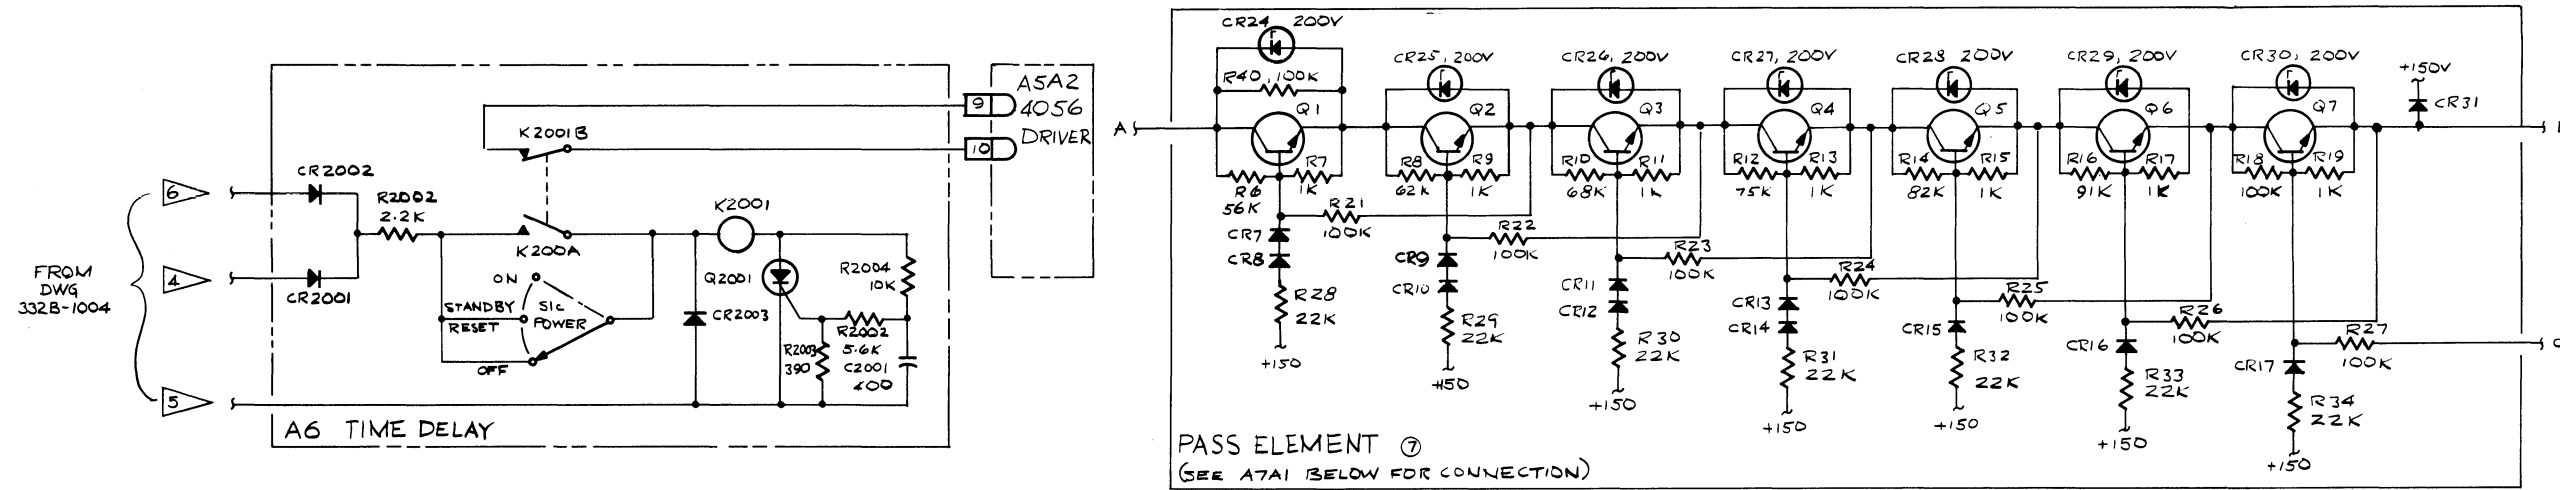 6
4
5
FROM
DWG
332B-1004
CR2002
CR2001
R2002
2.2K
K2001B
K200A
ON
STANDBY
RESET
OFF
S1c
POWER
K2001
Q2001
CR2003
R2004
10K
R2002
5.6K
R2003
390
C2001
400
A6 TIME DELAY
9
10
A5A2
4056
DRIVER
A
CR24 200V
R40, 100K
Q1
R6
56K
R7
1K
R21
100K
CR7
CR8
R28
22K
+150
CR25, 200V
Q2
R8
62K
R9
1K
R22
100K
CR9
CR10
R29
22K
+150
CR26, 200V
Q3
R10
68K
R11
1K
R23
100K
CR11
CR12
R30
22K
+150
CR27, 200V
Q4
R12
75K
R13
1K
R24
100K
CR13
CR14
R31
22K
+150
CR28 200V
Q5
R14
82K
R15
1K
R25
100K
CR15
R32
22K
+150
CR29, 200V
Q6
R16
91K
R17
1K
R26
100K
CR16
R33
22K
+150
CR30, 200V
Q7
R18
100K
R19
1K
R27
100K
CR17
R34
22K
+150
+150V
CR31
PASS ELEMENT 7
(SEE A7A1 BELOW FOR CONNECTION)